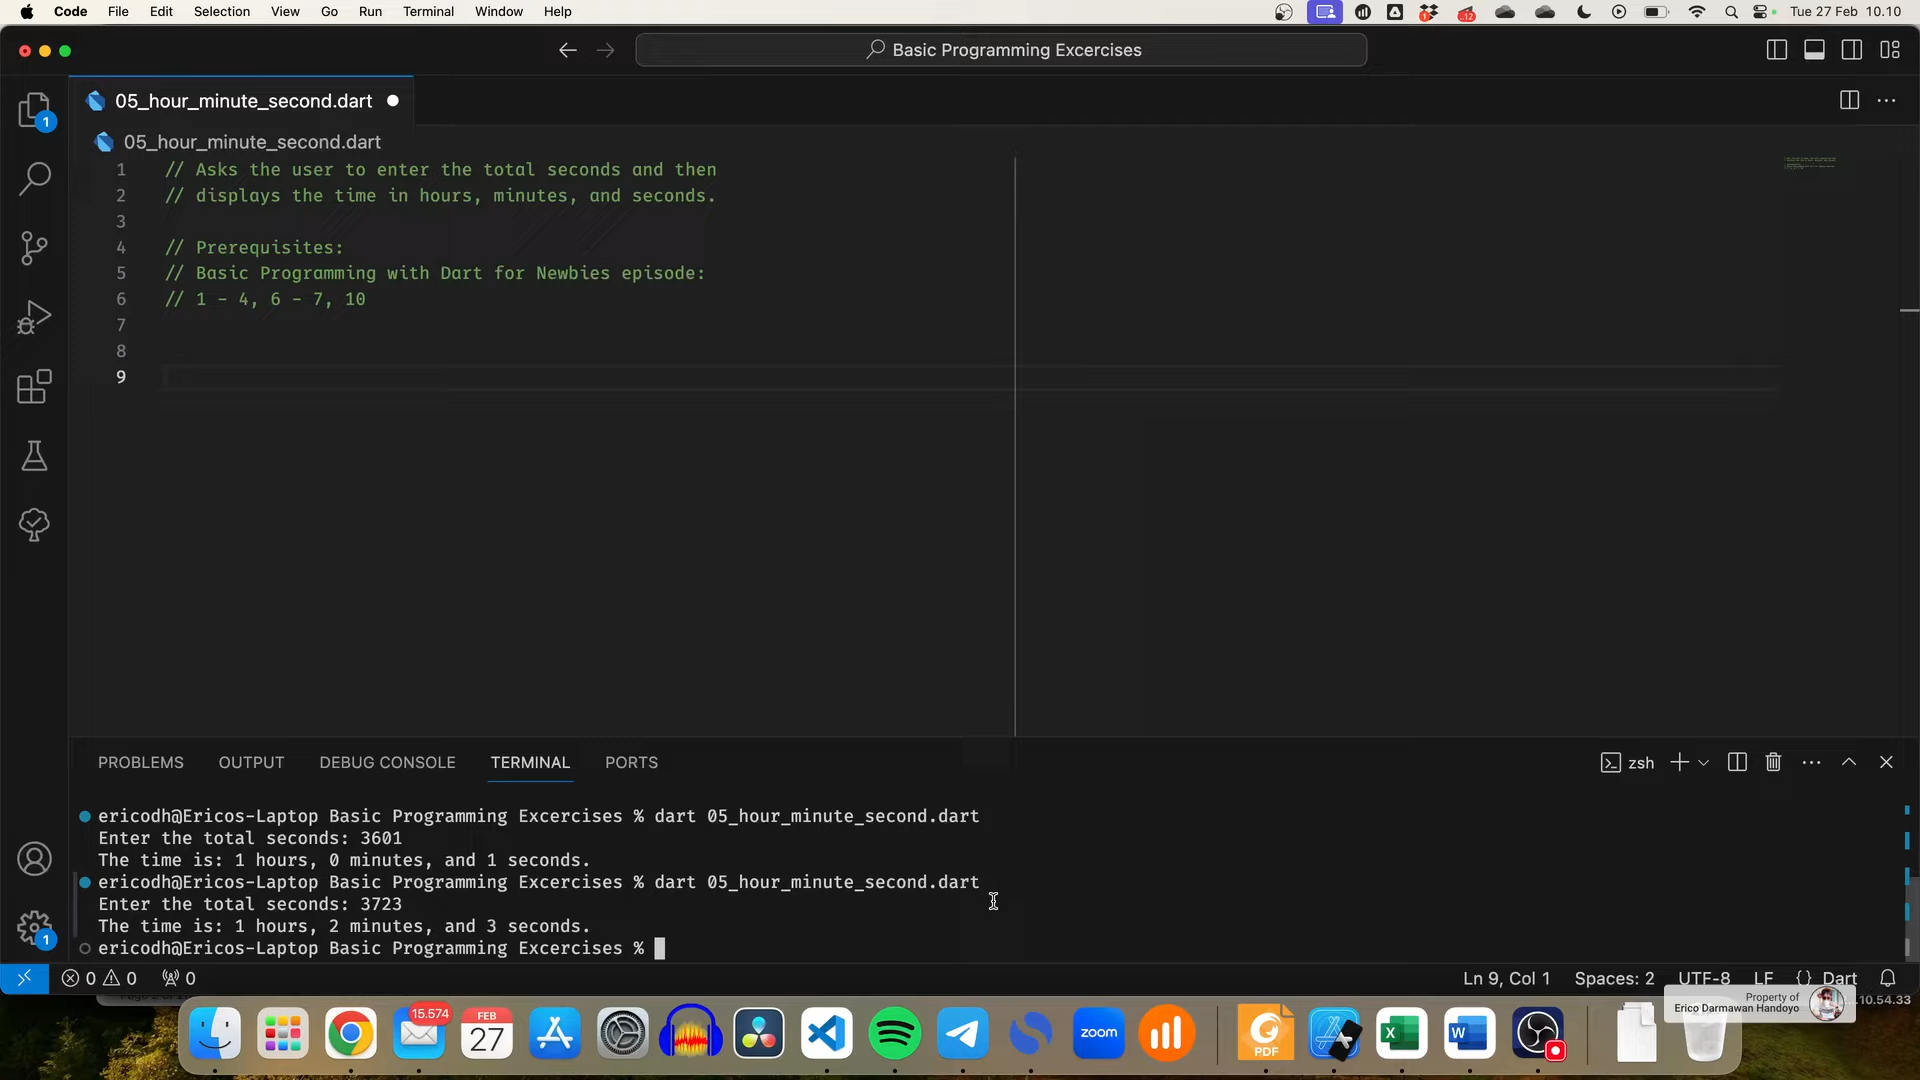 Code File Edit Selection View Go Run Terminal Window Help
Tue 27 Feb 10.10
Basic Programming Excercises
05_hour_minute_second.dart
05_hour_minute_second.dart
1 // Asks the user to enter the total seconds and then
2 // displays the time in hours, minutes, and seconds.
3
4 // Prerequisites:
5 // Basic Programming with Dart for Newbies episode:
6 // 1 - 4, 6 - 7, 10
7
8
9
1
1
PROBLEMS OUTPUT DEBUG CONSOLE TERMINAL PORTS
zsh
ericodh@Ericos-Laptop Basic Programming Excercises % dart 05_hour_minute_second.dart
Enter the total seconds: 3601
The time is: 1 hours, 0 minutes, and 1 seconds.
ericodh@Ericos-Laptop Basic Programming Excercises % dart 05_hour_minute_second.dart
Enter the total seconds: 3723
The time is: 1 hours, 2 minutes, and 3 seconds.
ericodh@Ericos-Laptop Basic Programming Excercises %
0 0 0
Ln 9, Col 1 Spaces: 2 UTF-8 LF {} Dart
Property of
Erico Darmawan Handoyo
15.574
FEB
27
zoom
PDF
X
W